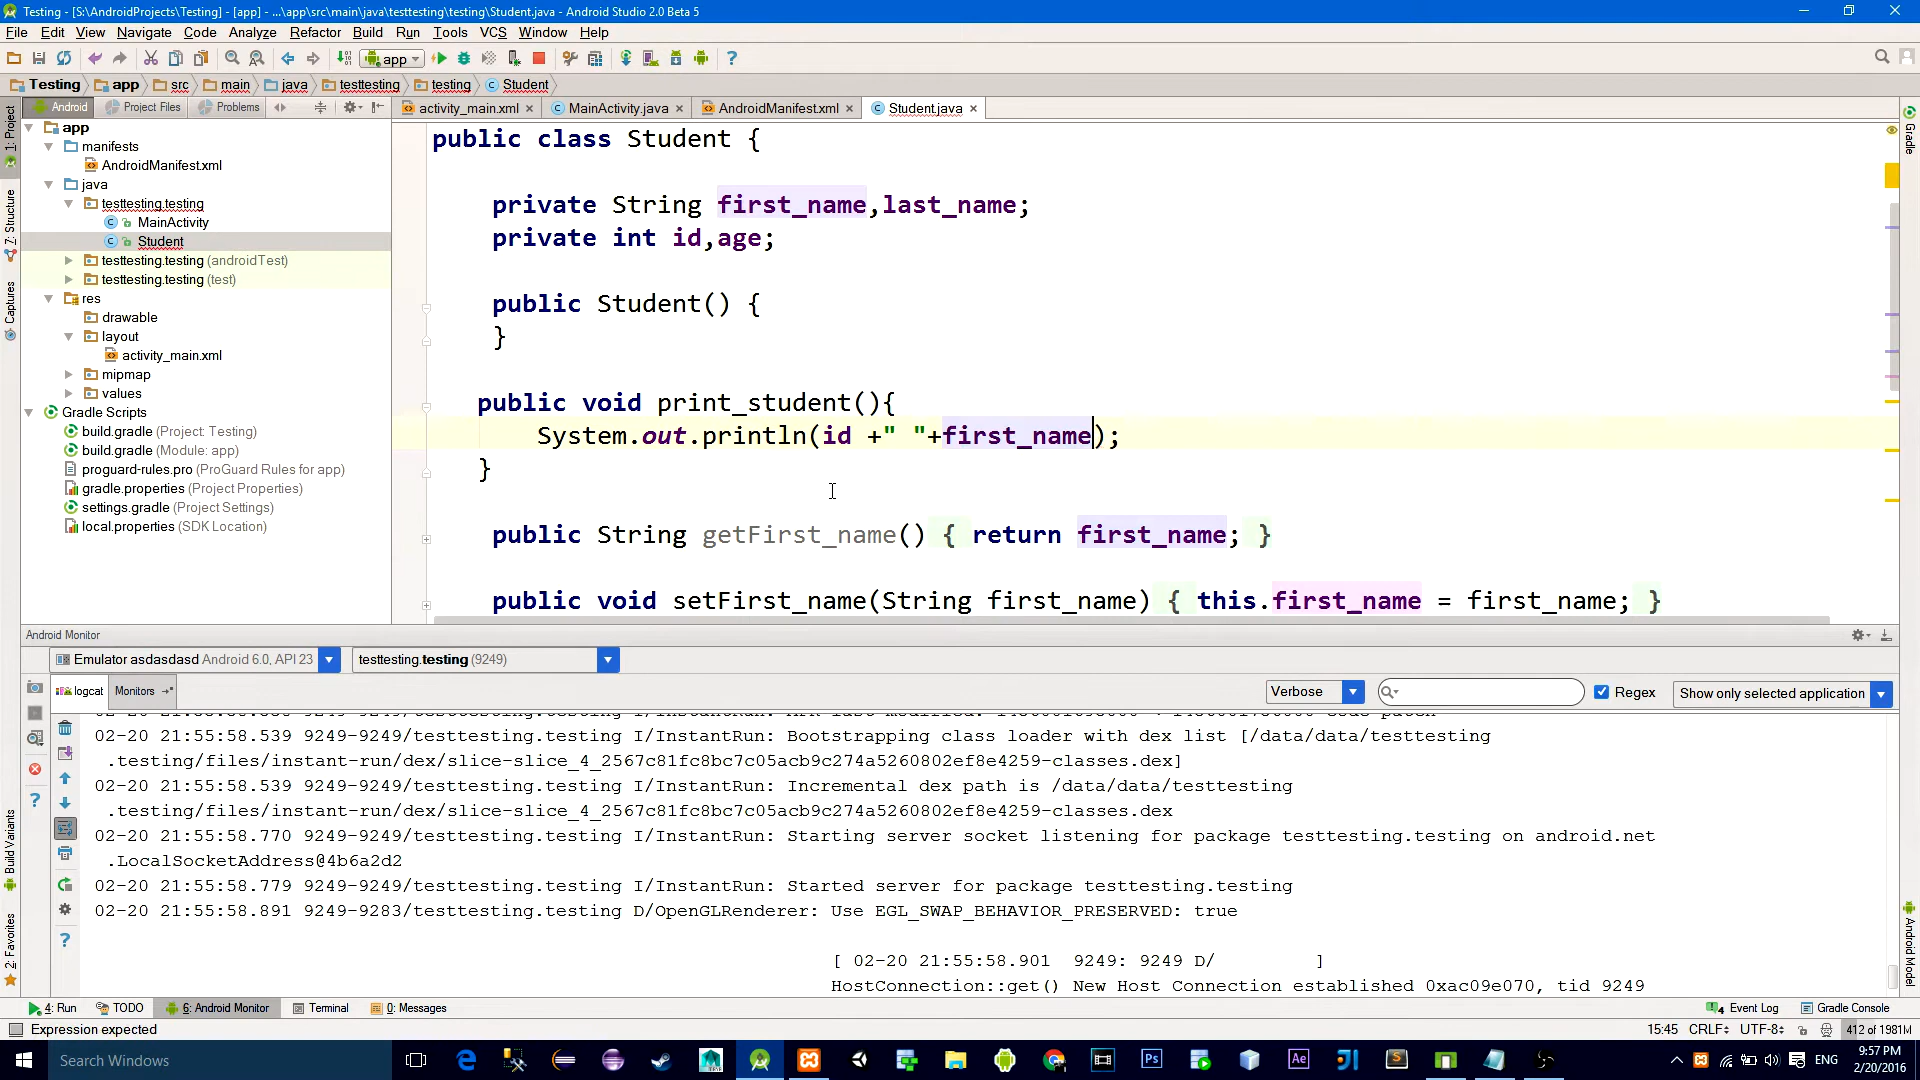 Testing - [S:\AndroidProjects\Testing] - [app] - ...\app\src\main\java\testtesting\testing\Student.java - Android Studio 2.0 Beta 5
File Edit View Navigate Code Analyze Refactor Build Run Tools VCS Window Help
app
Testing app src main java testtesting testing Student
Android Project Files Problems
activity_main.xml MainActivity.java AndroidManifest.xml Student.java
1: Project
Z: Structure
Captures
Build Variants
2: Favorites
app
manifests
AndroidManifest.xml
java
testtesting.testing
MainActivity
Student
testtesting.testing (androidTest)
testtesting.testing (test)
res
drawable
layout
activity_main.xml
mipmap
values
Gradle Scripts
build.gradle (Project: Testing)
build.gradle (Module: app)
proguard-rules.pro (ProGuard Rules for app)
gradle.properties (Project Properties)
settings.gradle (Project Settings)
local.properties (SDK Location)
public class Student {
private String first_name,last_name;
private int id,age;
public Student() {
}
public void print_student(){
System.out.println(id +" "+first_name);
}
public String getFirst_name() { return first_name; }
public void setFirst_name(String first_name) { this.first_name = first_name; }
Gradle
Android Model
Android Monitor
Emulator asdasdasd Android 6.0, API 23 testtesting.testing (9249)
logcat Monitors
Verbose Regex Show only selected application
02-20 21:55:58.539 9249-9249/testtesting.testing I/InstantRun: Bootstrapping class loader with dex list [/data/data/testtesting
.testing/files/instant-run/dex/slice-slice_4_2567c81fc8bc7c05acb9c274a5260802ef8e4259-classes.dex]
02-20 21:55:58.539 9249-9249/testtesting.testing I/InstantRun: Incremental dex path is /data/data/testtesting
.testing/files/instant-run/dex/slice-slice_4_2567c81fc8bc7c05acb9c274a5260802ef8e4259-classes.dex
02-20 21:55:58.770 9249-9249/testtesting.testing I/InstantRun: Starting server socket listening for package testtesting.testing on android.net
.LocalSocketAddress@4b6a2d2
02-20 21:55:58.779 9249-9249/testtesting.testing I/InstantRun: Started server for package testtesting.testing
02-20 21:55:58.891 9249-9283/testtesting.testing D/OpenGLRenderer: Use EGL_SWAP_BEHAVIOR_PRESERVED: true
[ 02-20 21:55:58.901 9249: 9249 D/ ]
HostConnection::get() New Host Connection established 0xac09e070, tid 9249
4: Run TODO 6: Android Monitor Terminal 0: Messages 4 Event Log Gradle Console
Expression expected 15:45 CRLF UTF-8 412 of 1981M
Search Windows
ENG
9:57 PM
2/20/2016